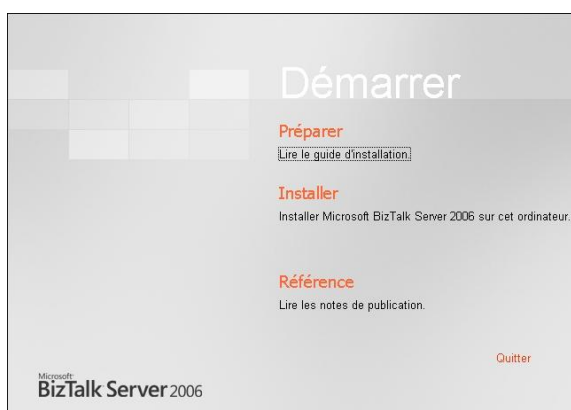 Démarrer
Préparer
Lire le guide d'installation.
Installer
Installer Microsoft BizTalk Server 2006 sur cet ordinateur.
Référence
Lire les notes de publication.
Quitter
Microsoft
BizTalk Server 2006